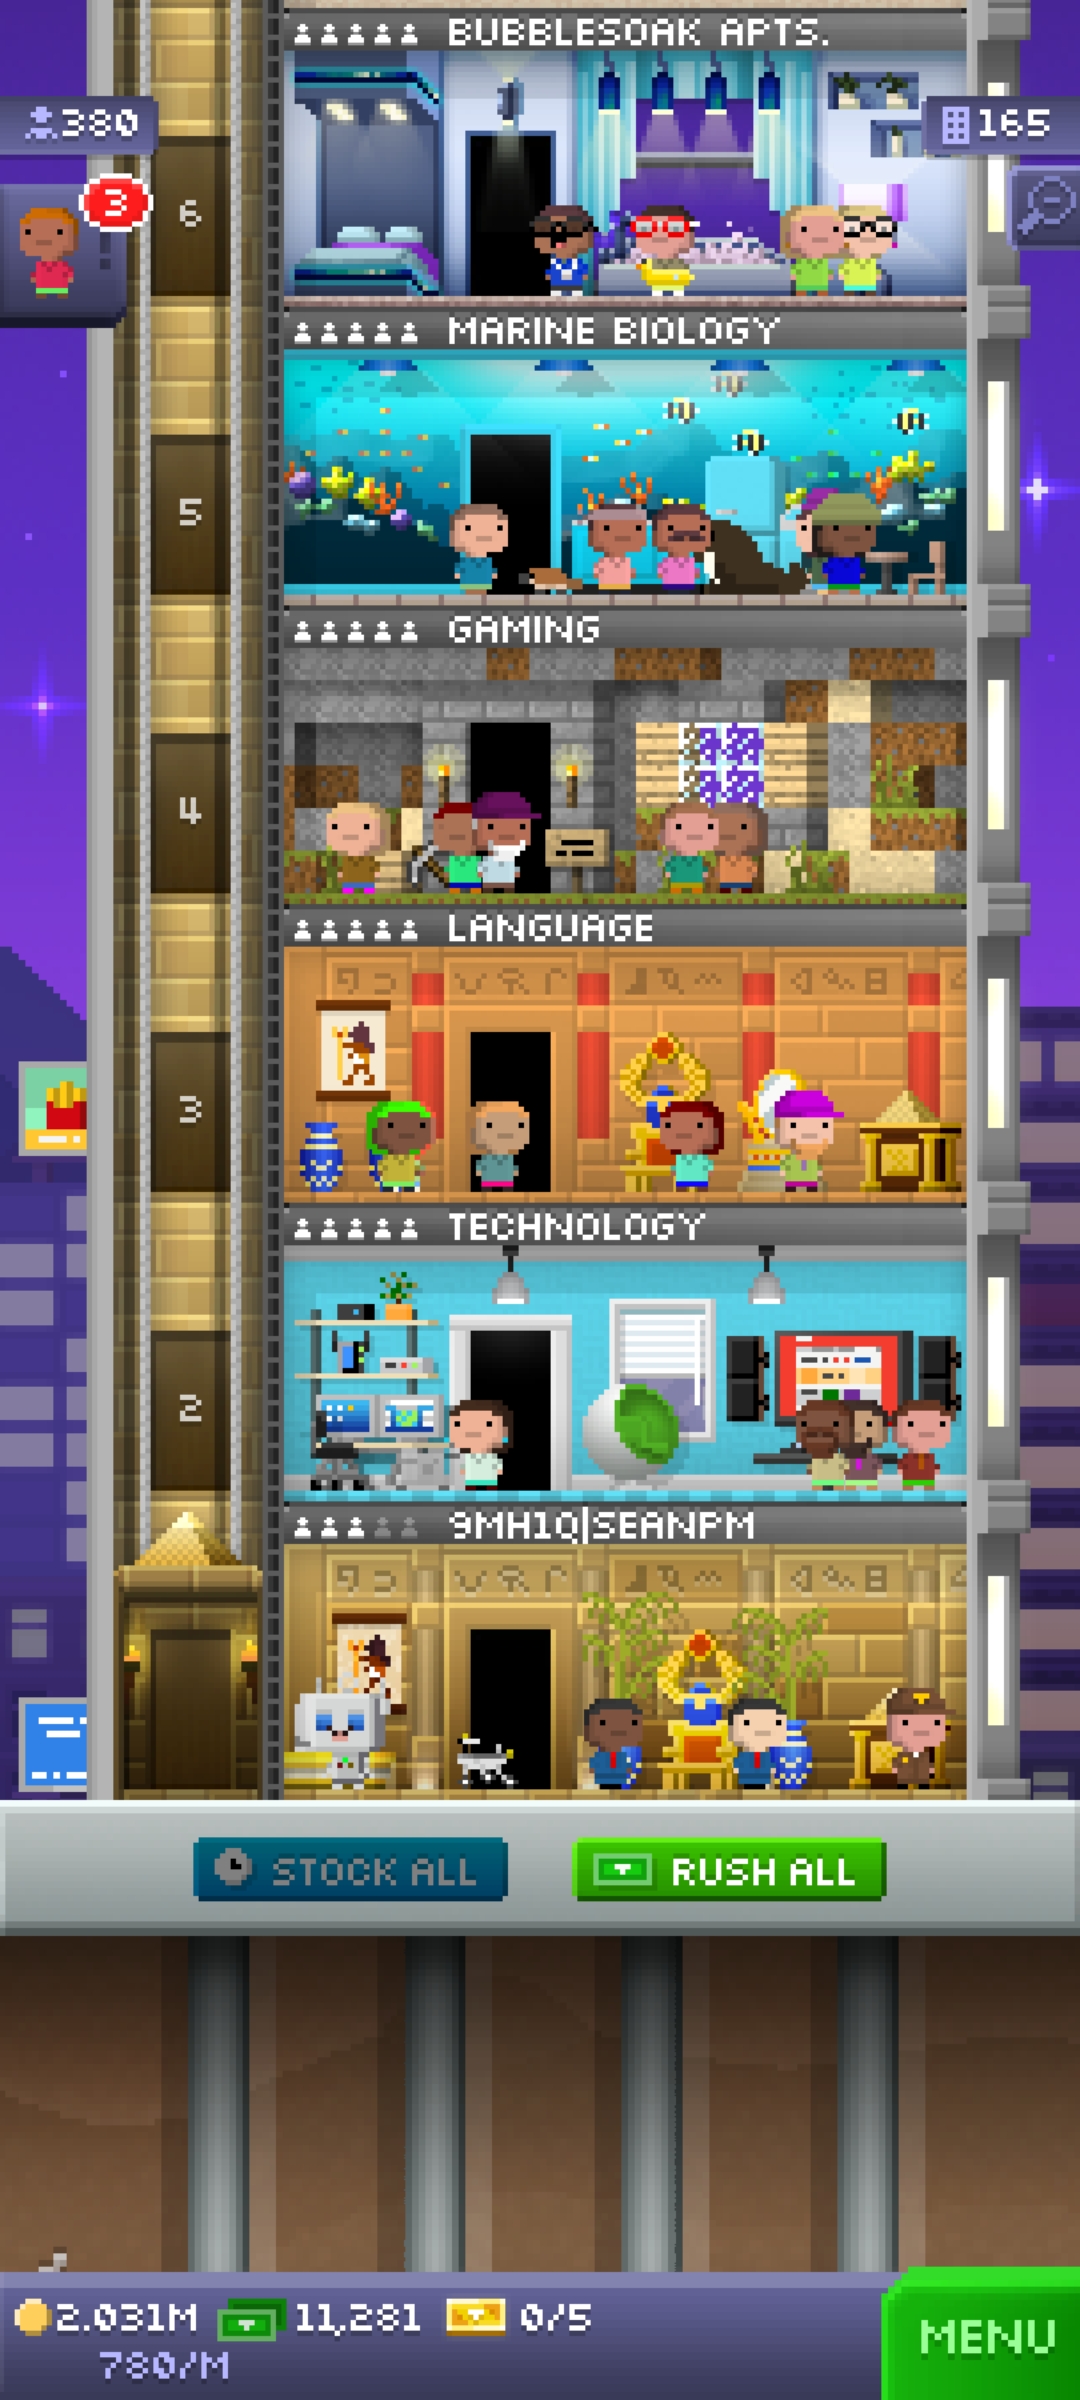 BUBBLESOAK APTS.
380
165
3
6
MARINE BIOLOGY
5
GAMING
4
LANGUAGE
3
TECHNOLOGY
2
9MH1Q|SEANPM
STOCK ALL
RUSH ALL
2.031M 11,281 0/5
780/M
MENU